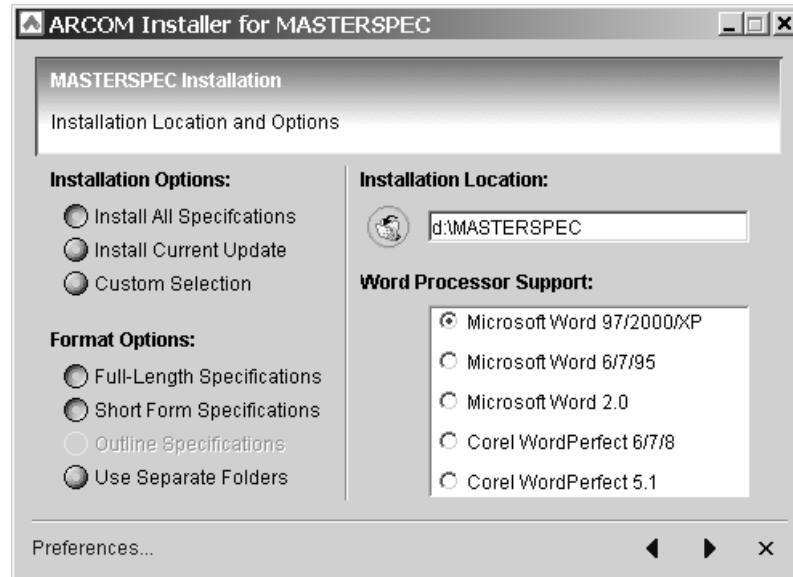 ARCOM Installer for MASTERSPEC
MASTERSPEC Installation
Installation Location and Options
Installation Options:
Install All Specifcations
Install Current Update
Custom Selection
Format Options:
Full-Length Specifications
Short Form Specifications
Outline Specifications
Use Separate Folders
Installation Location:
d:\MASTERSPEC
Word Processor Support:
Microsoft Word 97/2000/XP
Microsoft Word 6/7/95
Microsoft Word 2.0
Corel WordPerfect 6/7/8
Corel WordPerfect 5.1
Preferences...